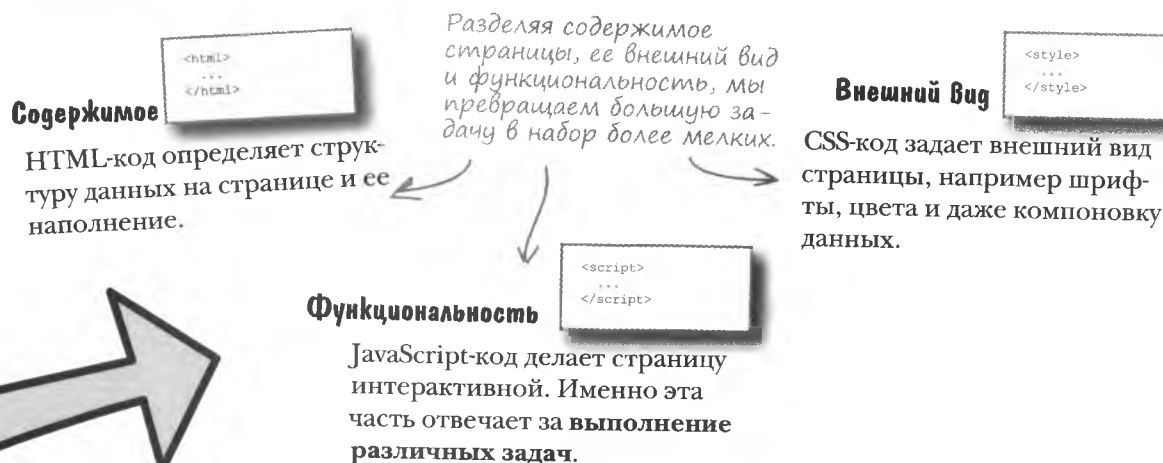 Разделяя содержимое
страницы, ее внешний вид
и функциональность, мы
превращаем большую за-
дачу в набор более мелких.
<html>
...
</html>
Содержимое
HTML-код определяет струк-
туру данных на странице и ее
наполнение.
<style>
...
</style>
Внешний вид
CSS-код задает внешний вид
страницы, например шриф-
ты, цвета и даже компоновку
данных.
<script>
...
</script>
Функциональность
JavaScript-код делает страницу
интерактивной. Именно эта
часть отвечает за выполнение
различных задач.